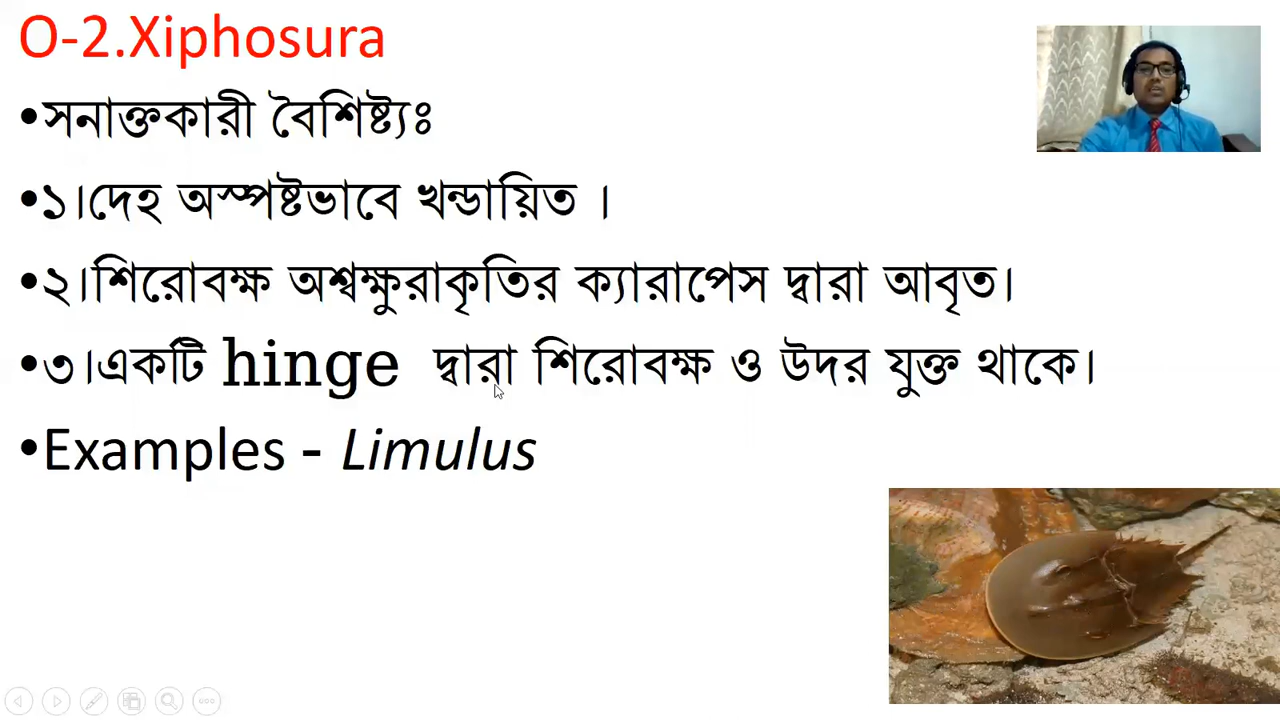 O-2.Xiphosura
•সনাক্তকারী বৈশিষ্ট্যঃ
•১।দেহ অস্পষ্টভাবে খন্ডায়িত ।
•২।শিরোবক্ষ অশ্বক্ষুরাকৃতির ক্যারাপেস দ্বারা আবৃত।
•৩।একটি hinge দ্বারা শিরোবক্ষ ও উদর যুক্ত থাকে।
•Examples - Limulus